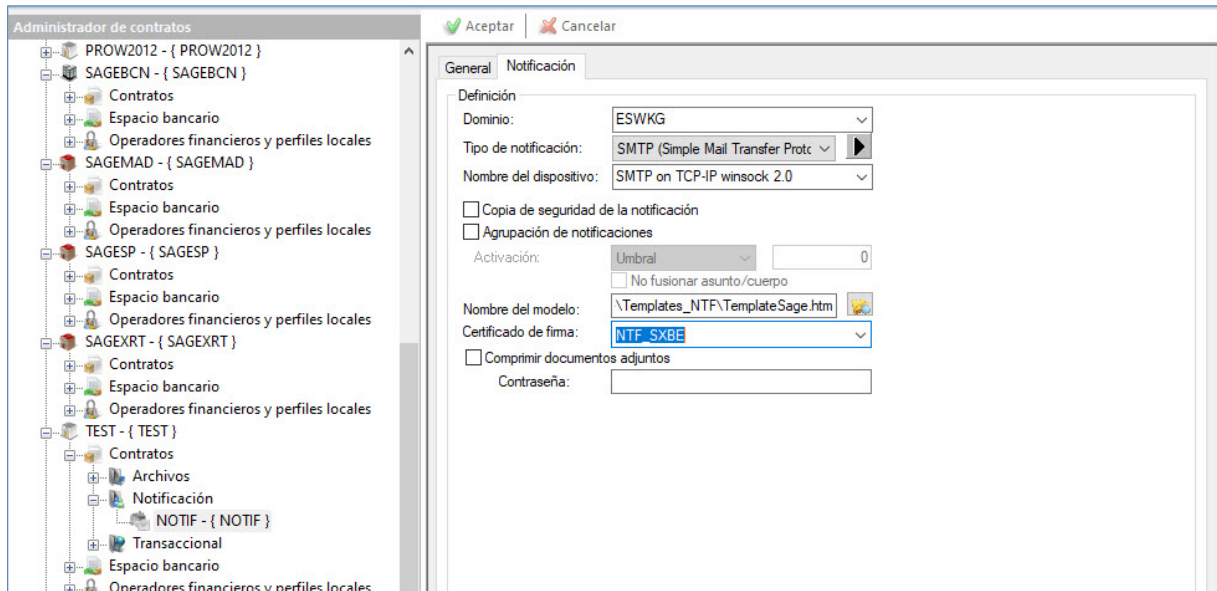 Administrador de contratos
PROW2012 - { PROW2012 }
SAGEBCN - { SAGEBCN }
Contratos
Espacio bancario
Operadores financieros y perfiles locales
SAGEMAD - { SAGEMAD }
Contratos
Espacio bancario
Operadores financieros y perfiles locales
SAGESP - { SAGESP }
Contratos
Espacio bancario
Operadores financieros y perfiles locales
SAGEXRT - { SAGEXRT }
Contratos
Espacio bancario
Operadores financieros y perfiles locales
TEST - { TEST }
Contratos
Archivos
Notificación
NOTIF - { NOTIF }
Transaccional
Espacio bancario
Operadores financieros y perfiles locales
Aceptar Cancelar
General Notificación
Definición
Dominio: ESWKG
Tipo de notificación: SMTP (Simple Mail Transfer Protc
Nombre del dispositivo: SMTP on TCP-IP winsock 2.0
Copia de seguridad de la notificación
Agrupación de notificaciones
Activación: Umbral 0
No fusionar asunto/cuerpo
Nombre del modelo: \Templates_NTF\TemplateSage.htm
Certificado de firma: NTF_SXBE
Comprimir documentos adjuntos
Contraseña: